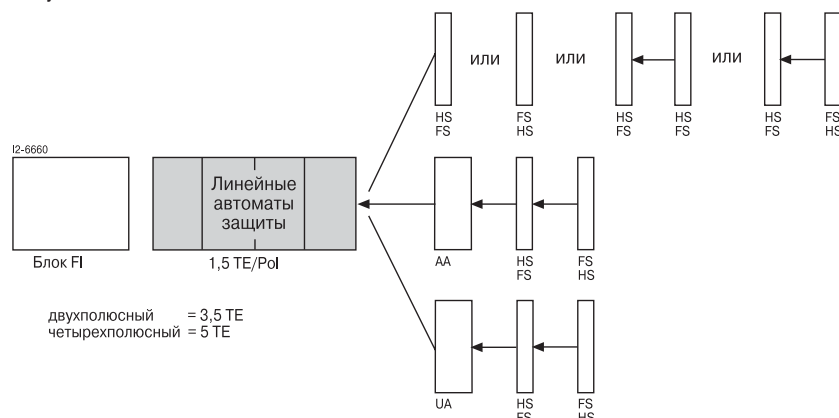 или
или
или
HS
FS
FS
HS
HS
FS
HS
FS
HS
FS
FS
HS
I2-6660
Линейные
автоматы
защиты
Блок FI
1,5 TE/Pol
AA
HS
FS
FS
HS
двухполюсный = 3,5 TE
четырехполюсный = 5 TE
UA
HS
FS
FS
HS